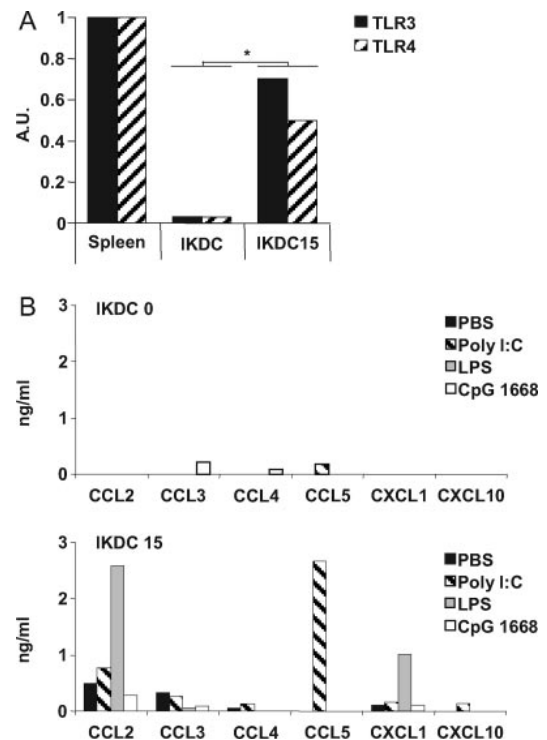 A
TLR3
TLR4
*
A.U.
1
0.8
0.6
0.4
0.2
0
Spleen IKDC IKDC15
B
IKDC 0
PBS
Poly I:C
LPS
CpG 1668
ng/ml
3
2
1
0
CCL2 CCL3 CCL4 CCL5 CXCL1 CXCL10
IKDC 15
PBS
Poly I:C
LPS
CpG 1668
ng/ml
3
2
1
0
CCL2 CCL3 CCL4 CCL5 CXCL1 CXCL10